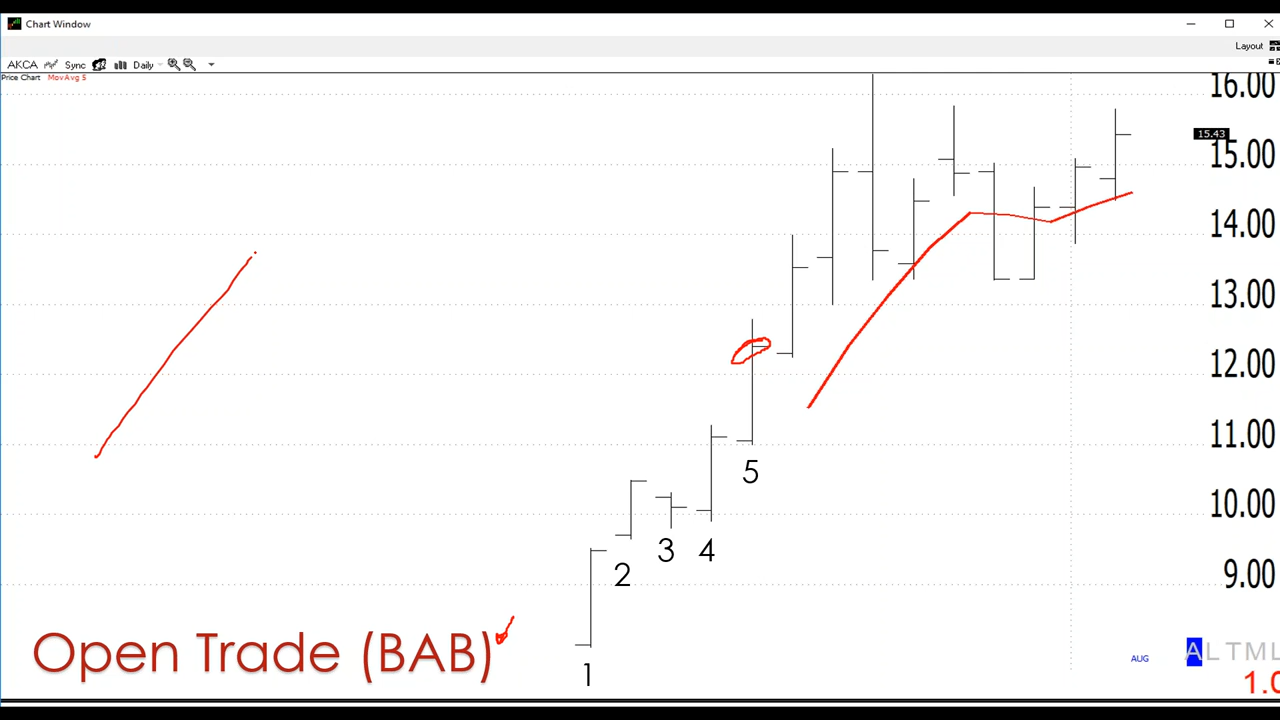 Chart Window
Layout
AKCA Sync Daily
Price Chart MovAvg 5
16.00
15.43
15.00
14.00
13.00
12.00
11.00
5
10.00
3 4
2
9.00
Open Trade (BAB)
1
AUG
ALTML
1.0